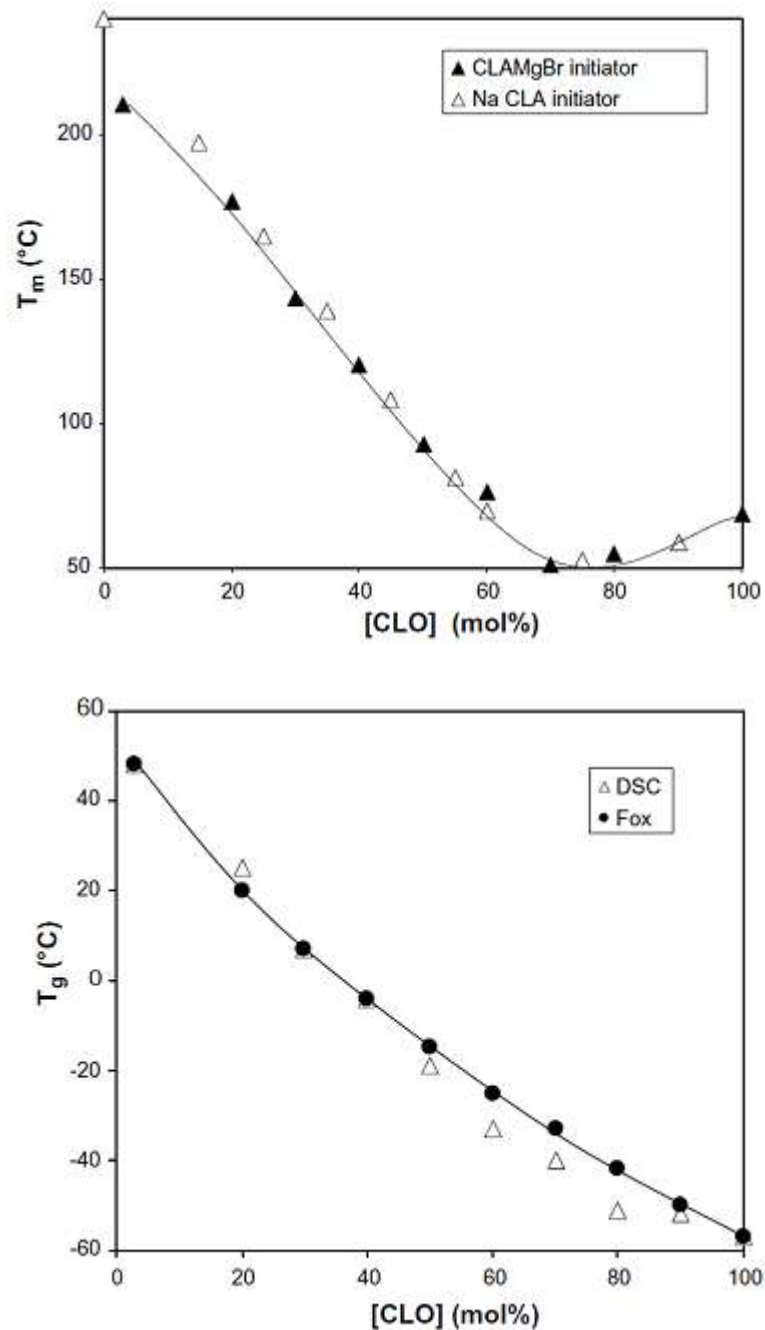 CLAMgBr initiator
Na CLA initiator
200
150
100
50
Tm (°C)
0 20 40 60 80 100
[CLO] (mol%)
60
40
20
0
-20
-40
-60
Tg (°C)
DSC
Fox
0 20 40 60 80 100
[CLO] (mol%)